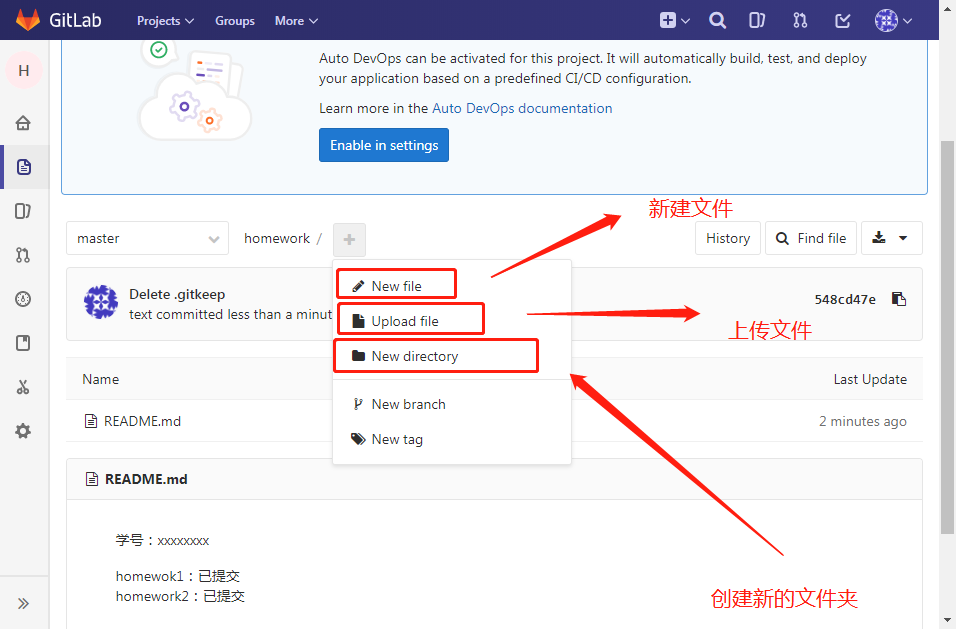 GitLab Projects Groups More
H
Auto DevOps can be activated for this project. It will automatically build, test, and deploy
your application based on a predefined CI/CD configuration.
Learn more in the Auto DevOps documentation
Enable in settings
新建文件
master homework / + History Find file
New file
Delete .gitkeep
text committed less than a minut
548cd47e
Upload file
上传文件
New directory
Name Last Update
New branch
README.md 2 minutes ago
New tag
README.md
学号：xxxxxxxx
homewok1：已提交
homework2：已提交
创建新的文件夹